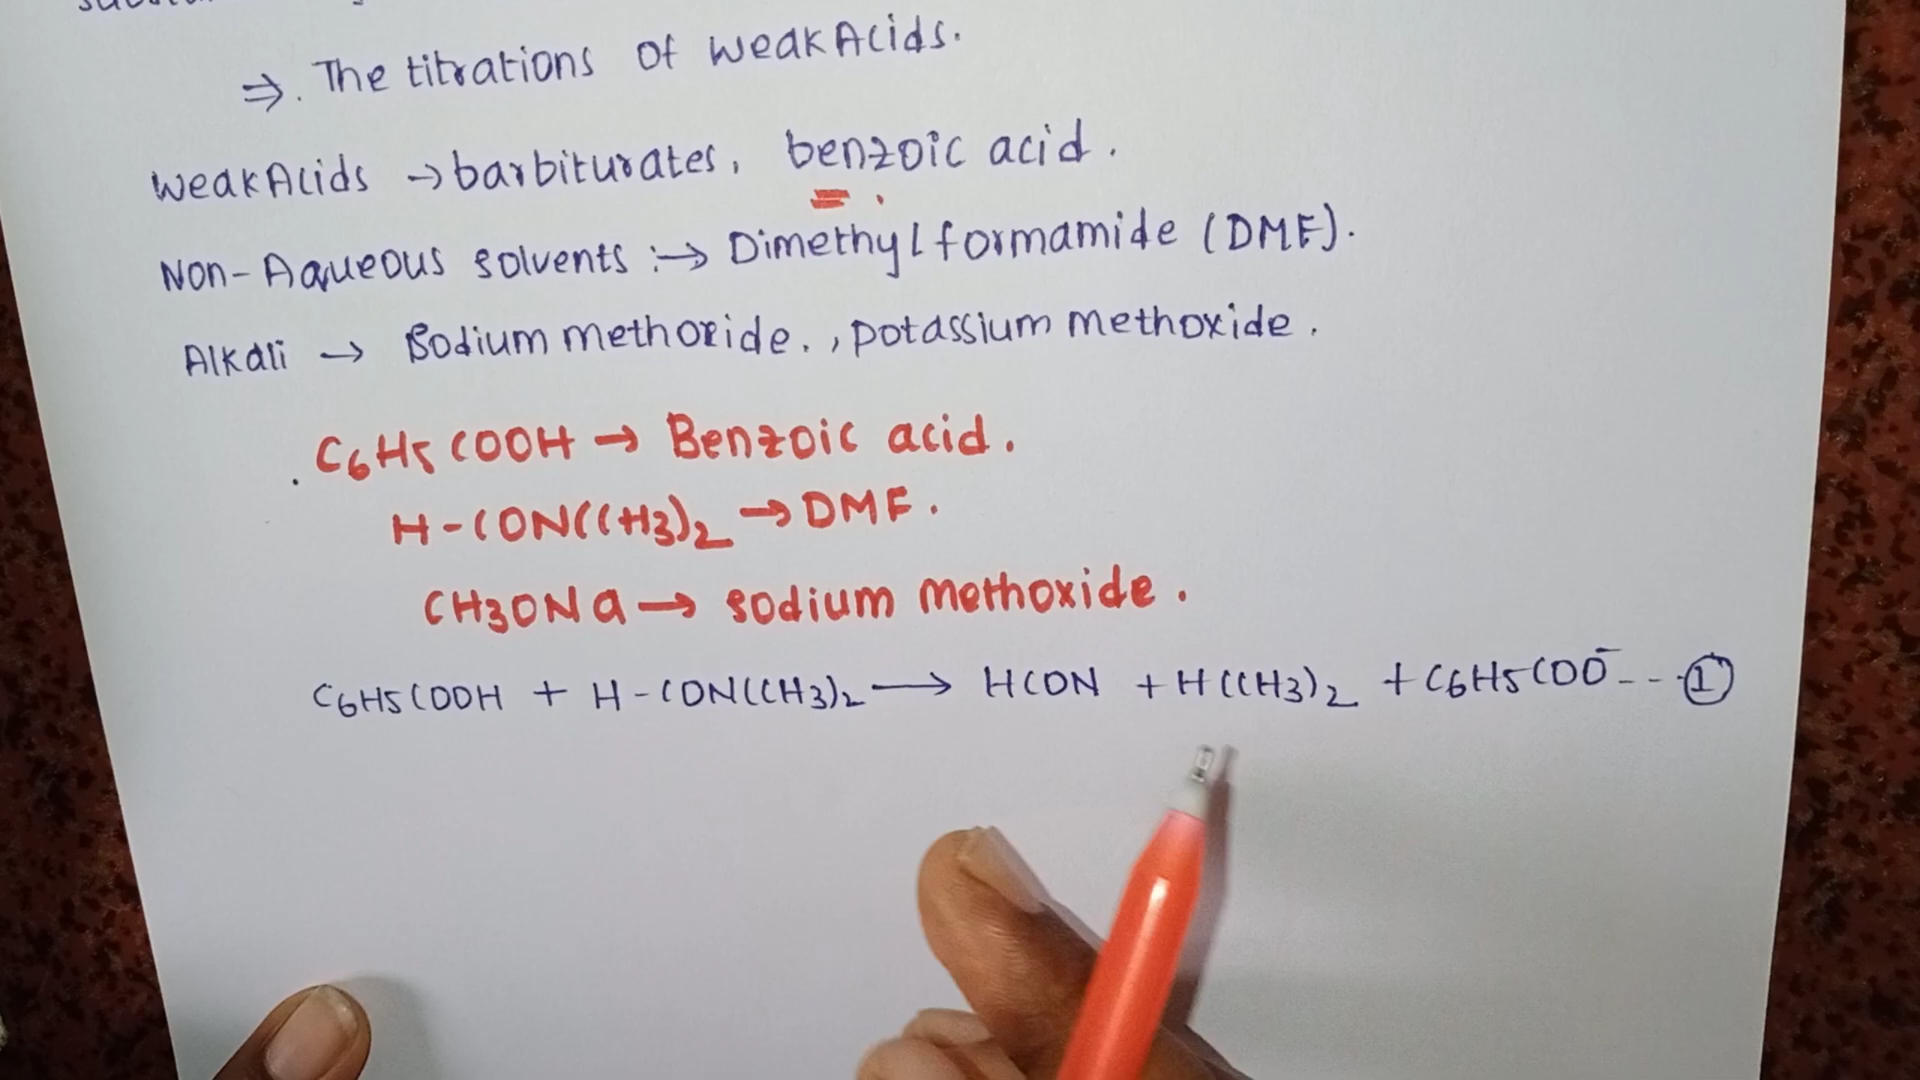 ⇒. The titrations of weak Acids.
Weak Acids → barbiturates, benzoic acid.
Non-Aqueous solvents :→ Dimethyl formamide (DMF).
Alkali → Sodium methoxide., potassium methoxide.
C6H5COOH → Benzoic acid.
H-CON(CH3)2 → DMF.
CH3ONa → sodium methoxide.
C6H5COOH + H-CON(CH3)2 → HCON +H(CH3)2 +C6H5COO⁻---①